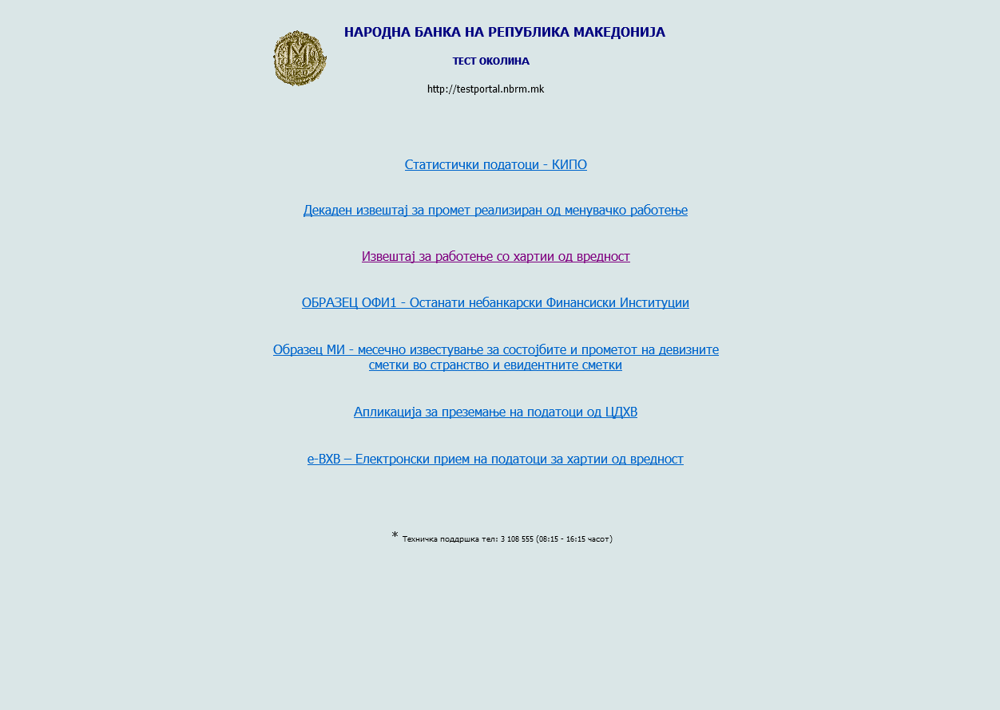 НАРОДНА БАНКА НА РЕПУБЛИКА МАКЕДОНИЈА
ТЕСТ ОКОЛИНА
http://testportal.nbrm.mk
Статистички податоци - КИПО
Декаден извештај за промет реализиран од менувачко работење
Извештај за работење со хартии од вредност
ОБРАЗЕЦ ОФИ1 - Останати небанкарски Финансиски Институции
Образец МИ - месечно известување за состојбите и прометот на девизните
сметки во странство и евидентните сметки
Апликација за преземање на податоци од ЦДХВ
е-ВХВ – Електронски прием на податоци за хартии од вредност
* Техничка поддршка тел: 3 108 555 (08:15 - 16:15 часот)